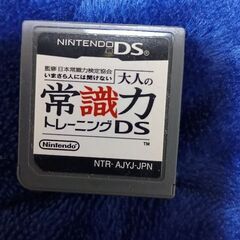 NINTENDO DS
監修 日本常識力検定協会
いまさら人には聞けない
大人の
常識力
トレーニングDS
TM
Nintendo
NTR-AJYJ-JPN